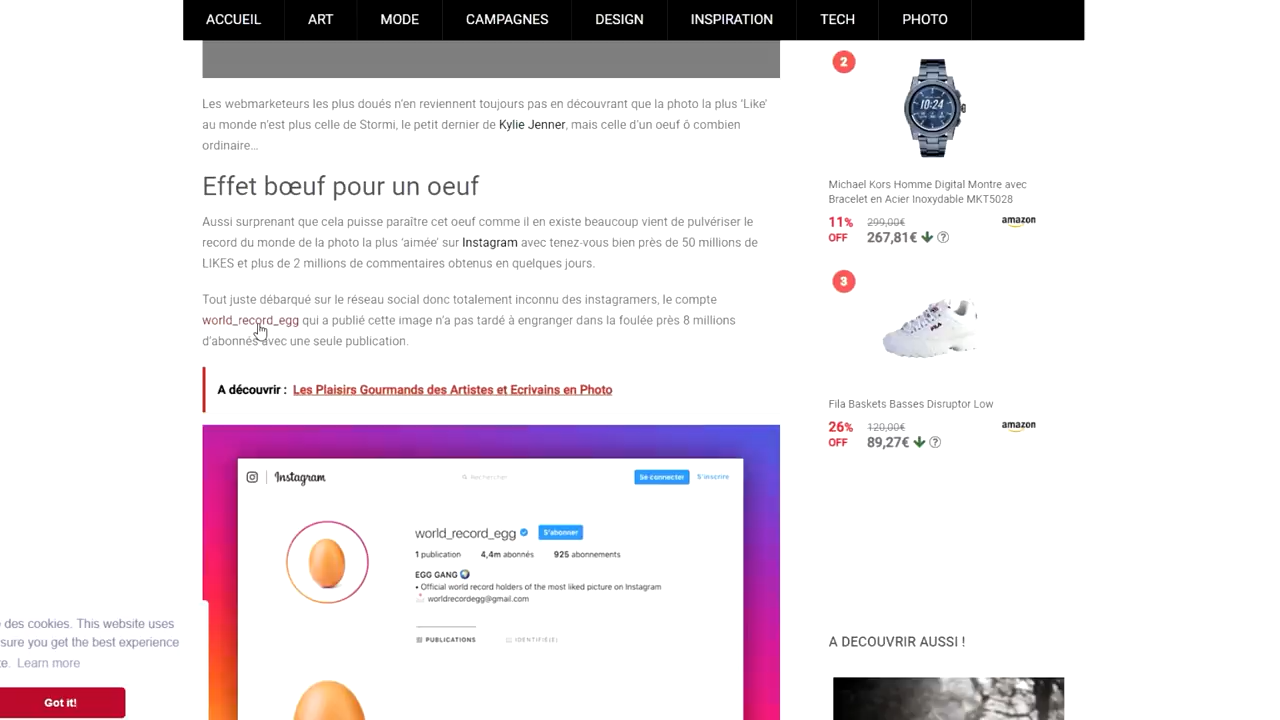 ACCUEIL ART MODE CAMPAGNES DESIGN INSPIRATION TECH PHOTO
Les webmarketeurs les plus doués n'en reviennent toujours pas en découvrant que la photo la plus 'Like'
au monde n'est plus celle de Stormi, le petit dernier de Kylie Jenner, mais celle d'un oeuf ô combien
ordinaire…
Effet bœuf pour un oeuf
Aussi surprenant que cela puisse paraître cet oeuf comme il en existe beaucoup vient de pulvériser le
record du monde de la photo la plus 'aimée' sur Instagram avec tenez-vous bien près de 50 millions de
LIKES et plus de 2 millions de commentaires obtenus en quelques jours.
Tout juste débarqué sur le réseau social donc totalement inconnu des instagramers, le compte
world_record_egg qui a publié cette image n'a pas tardé à engranger dans la foulée près 8 millions
d'abonnés avec une seule publication.
A découvrir : Les Plaisirs Gourmands des Artistes et Ecrivains en Photo
Instagram Rechercher Se connecter S'inscrire
world_record_egg S'abonner
1 publication 4,4m abonnés 925 abonnements
EGG GANG
• Official world record holders of the most liked picture on Instagram
worldrecordegg@gmail.com
PUBLICATIONS IDENTIFIÉ(E)
2
10:24
Michael Kors Homme Digital Montre avec
Bracelet en Acier Inoxydable MKT5028
11% 299,00€ amazon
OFF 267,81€ ?
3
FILA
Fila Baskets Basses Disruptor Low
26% 120,00€ amazon
OFF 89,27€ ?
A DECOUVRIR AUSSI !
des cookies. This website uses
sure you get the best experience
Learn more
Got it!